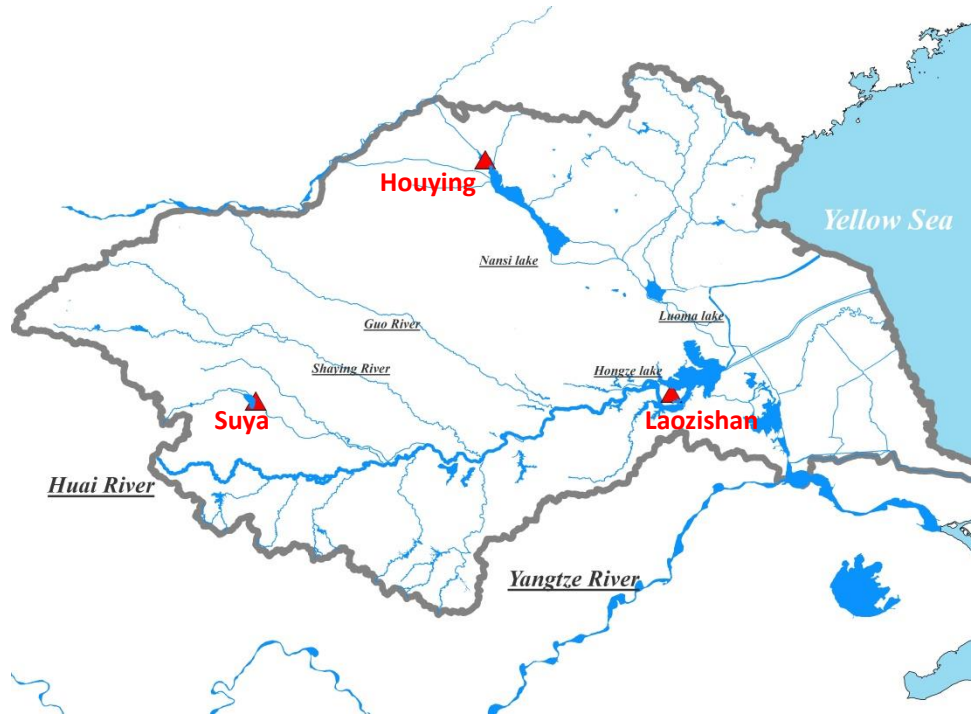 Houying
Yellow Sea
Nansi lake
Luoma lake
Guo River
Shaying River
Hongze lake
Suya
Laozishan
Huai River
Yangtze River